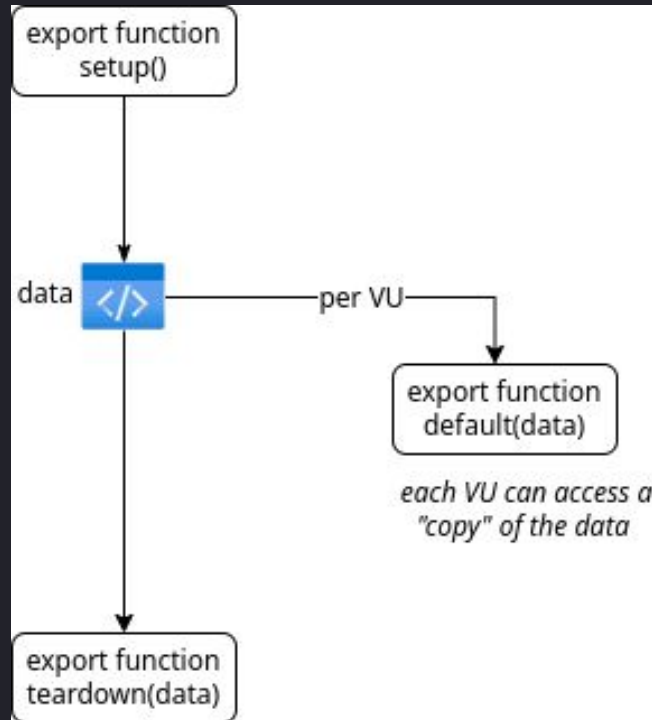 export function
setup()
data
</>
per VU
export function
default(data)
each VU can access a
"copy" of the data
export function
teardown(data)